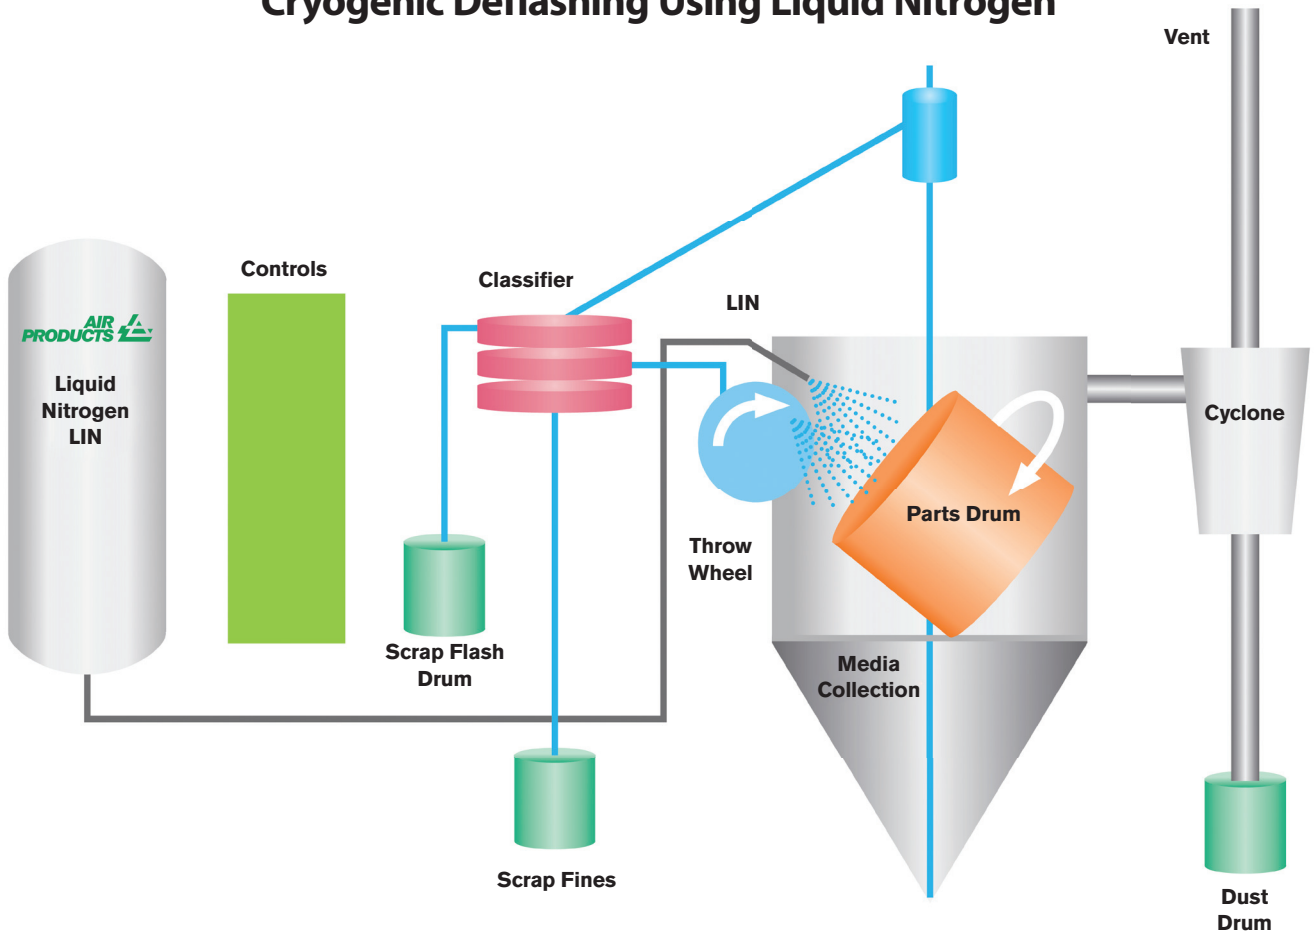 Cryogenic Deflashing Using Liquid Nitrogen
Vent
Controls
Classifier
LIN
AIR
PRODUCTS
Liquid
Nitrogen
LIN
Cyclone
Parts Drum
Throw
Wheel
Scrap Flash
Drum
Media
Collection
Scrap Fines
Dust
Drum